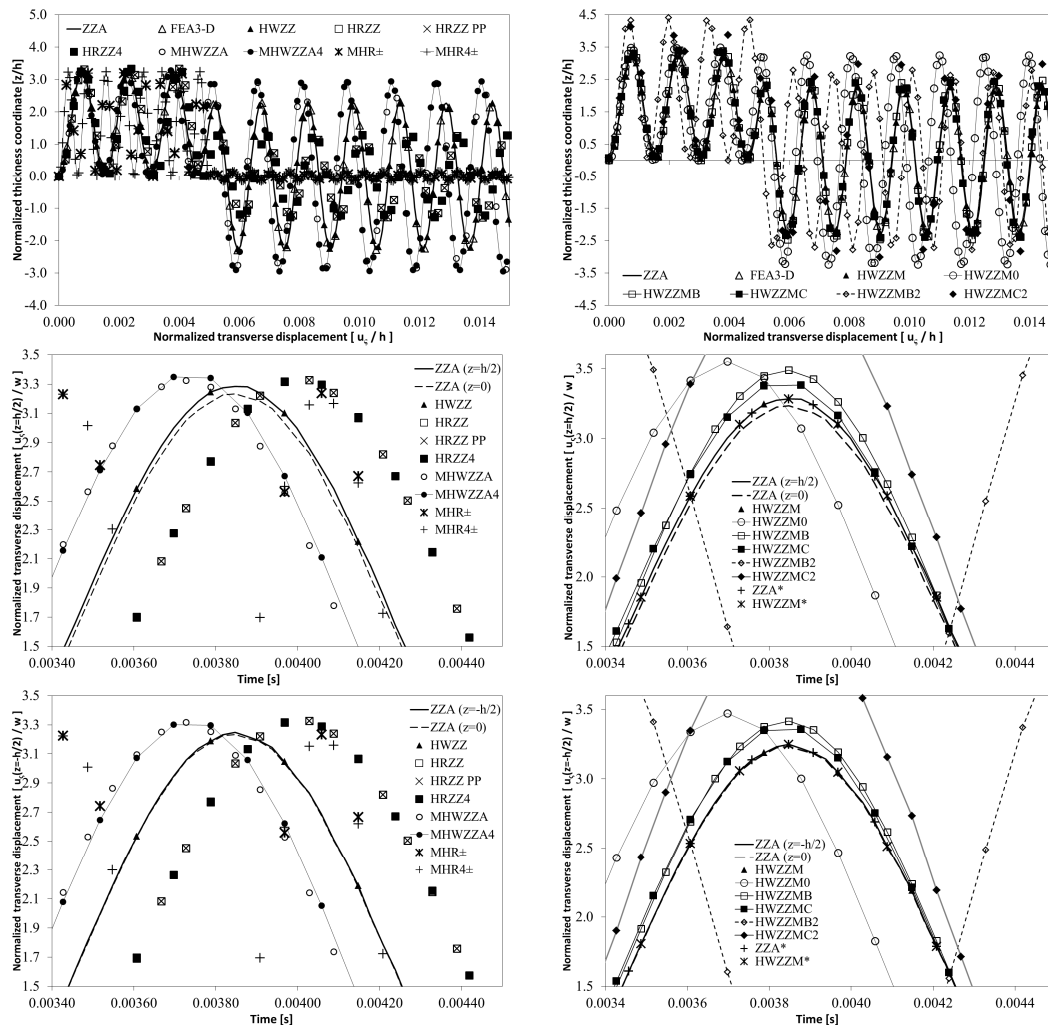 ZZA FEA3-D HWZZ HRZZ HRZZ PP
HRZZ4 MHWZZA MHWZZA4 MHR± MHR4±
Normalized thickness coordinate [z/h]
5.0
4.0
3.0
2.0
1.0
0.0
-1.0
-2.0
-3.0
-4.0
0.000 0.002 0.004 0.006 0.008 0.010 0.012 0.014
Normalized transverse displacement [ uς / h ]
Normalized thickness coordinate [z/h]
4.5
3.5
2.5
1.5
0.5
-0.5
-1.5
-2.5
-3.5
-4.5
ZZA FEA3-D HWZZM HWZZM0
HWZZMB HWZZMC HWZZMB2 HWZZMC2
0.000 0.002 0.004 0.006 0.008 0.010 0.012 0.014
Normalized transverse displacement [ uς / h ]
Normalized transverse displacement [ uς(z=h/2) / w ]
3.5
3.3
3.1
2.9
2.7
2.5
2.3
2.1
1.9
1.7
1.5
ZZA (z=h/2)
ZZA (z=0)
HWZZ
HRZZ
HRZZ PP
HRZZ4
MHWZZA
MHWZZA4
MHR±
MHR4±
0.00340 0.00360 0.00380 0.00400 0.00420 0.00440
Time [s]
Normalized transverse displacement [ uς(z=h/2) / w ]
3.5
3.0
2.5
2.0
1.5
ZZA (z=h/2)
ZZA (z=0)
HWZZM
HWZZM0
HWZZMB
HWZZMC
HWZZMB2
HWZZMC2
ZZA*
HWZZM*
0.0034 0.0036 0.0038 0.0040 0.0042 0.0044
Time [s]
Normalized transverse displacement [ uς(z=-h/2) / w ]
3.5
3.3
3.1
2.9
2.7
2.5
2.3
2.1
1.9
1.7
1.5
ZZA (z=-h/2)
ZZA (z=0)
HWZZ
HRZZ
HRZZ PP
HRZZ4
MHWZZA
MHWZZA4
MHR±
MHR4±
0.00340 0.00360 0.00380 0.00400 0.00420 0.00440
Time [s]
Normalized transverse displacement [ uς(z=-h/2) / w ]
3.5
3.0
2.5
2.0
1.5
ZZA (z=-h/2)
ZZA (z=0)
HWZZM
HWZZM0
HWZZMB
HWZZMC
HWZZMB2
HWZZMC2
ZZA*
HWZZM*
0.0034 0.0036 0.0038 0.0040 0.0042 0.0044
Time [s]